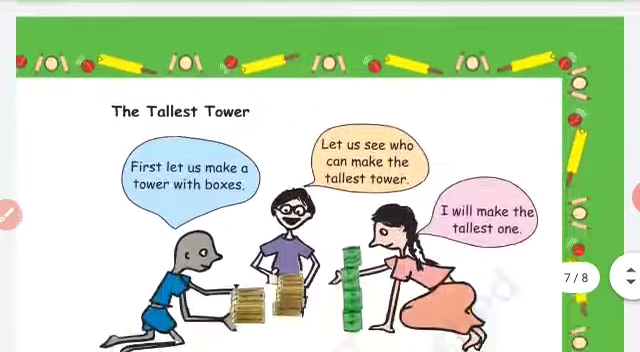 The Tallest Tower
First let us make a
tower with boxes.
Let us see who
can make the
tallest tower.
I will make the
tallest one.
7 / 8